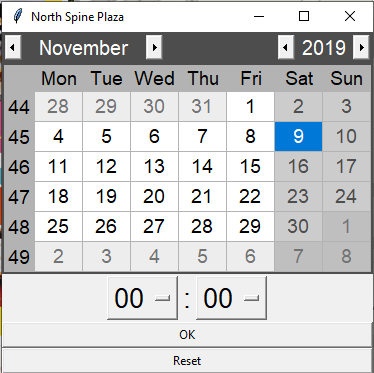 North Spine Plaza
November 2019
Mon Tue Wed Thu Fri Sat Sun
44 28 29 30 31 1 2 3
45 4 5 6 7 8 9 10
46 11 12 13 14 15 16 17
47 18 19 20 21 22 23 24
48 25 26 27 28 29 30 1
49 2 3 4 5 6 7 8
00 : 00
OK
Reset